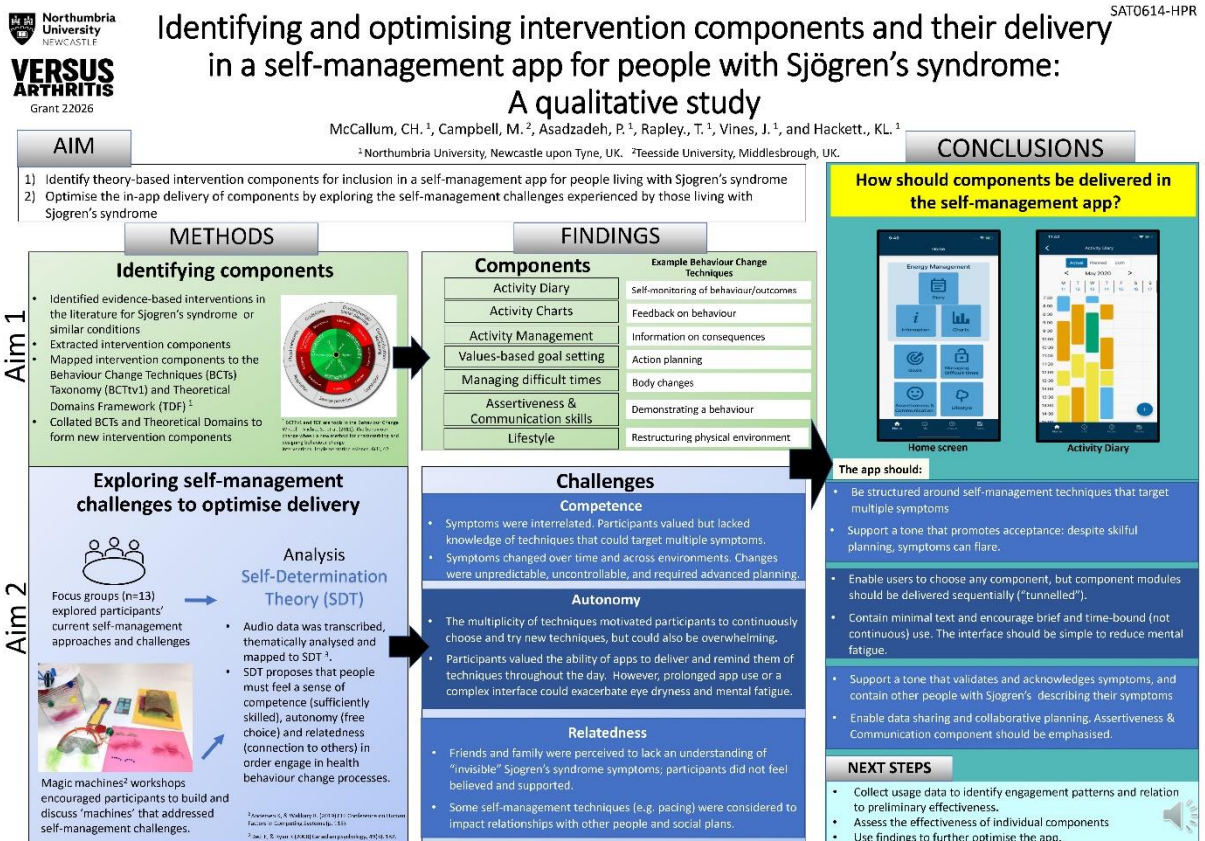 SAT0614-HPR
Northumbria
University
NEWCASTLE
VERSUS
ARTHRITIS
Grant 22026
Identifying and optimising intervention components and their delivery
in a self-management app for people with Sjögren's syndrome:
A qualitative study
McCallum, CH. ¹, Campbell, M. ², Asadzadeh, P. ¹, Rapley., T. ¹, Vines, J. ¹, and Hackett., KL. ¹
¹ Northumbria University, Newcastle upon Tyne, UK. ²Teesside University, Middlesbrough, UK.
AIM
1) Identify theory-based intervention components for inclusion in a self-management app for people living with Sjogren's syndrome
2) Optimise the in-app delivery of components by exploring the self-management challenges experienced by those living with
Sjogren's syndrome
METHODS
Aim 1
Identifying components
• Identified evidence-based interventions in
the literature for Sjogren's syndrome or
similar conditions
• Extracted intervention components
• Mapped intervention components to the
Behaviour Change Techniques (BCTs)
Taxonomy (BCTtv1) and Theoretical
Domains Framework (TDF) ¹
• Collated BCTs and Theoretical Domains to
form new intervention components
Aim 2
Exploring self-management
challenges to optimise delivery
Focus groups (n=13)
explored participants'
current self-management
approaches and challenges
Magic machines² workshops
encouraged participants to build and
discuss 'machines' that addressed
self-management challenges.
Analysis
Self-Determination
Theory (SDT)
• Audio data was transcribed,
thematically analysed and
mapped to SDT ³.
• SDT proposes that people
must feel a sense of
competence (sufficiently
skilled), autonomy (free
choice) and relatedness
(connection to others) in
order engage in health
behaviour change processes.
FINDINGS
Components
Example Behaviour Change
Techniques
Activity Diary
Self-monitoring of behaviour/outcomes
Activity Charts
Feedback on behaviour
Activity Management
Information on consequences
Values-based goal setting
Action planning
Managing difficult times
Body changes
Assertiveness &
Communication skills
Demonstrating a behaviour
Lifestyle
Restructuring physical environment
Challenges
Competence
• Symptoms were interrelated. Participants valued but lacked
knowledge of techniques that could target multiple symptoms.
• Symptoms changed over time and across environments. Changes
were unpredictable, uncontrollable, and required advanced planning.
Autonomy
• The multiplicity of techniques motivated participants to continuously
choose and try new techniques, but could also be overwhelming.
• Participants valued the ability of apps to deliver and remind them of
techniques throughout the day. However, prolonged app use or a
complex interface could exacerbate eye dryness and mental fatigue.
Relatedness
• Friends and family were perceived to lack an understanding of
"invisible" Sjogren's syndrome symptoms; participants did not feel
believed and supported.
• Some self-management techniques (e.g. pacing) were considered to
impact relationships with other people and social plans.
CONCLUSIONS
How should components be delivered in
the self-management app?
Home
Energy Management
Diary
Information
Charts
Goals
Managing
Difficult times
Assertiveness &
Communication
Lifestyle
Home screen
Activity Diary
Actual Planned Both
May 2020
Activity Diary
The app should:
• Be structured around self-management techniques that target
multiple symptoms
• Support a tone that promotes acceptance: despite skilful
planning, symptoms can flare.
• Enable users to choose any component, but component modules
should be delivered sequentially ("tunnelled").
• Contain minimal text and encourage brief and time-bound (not
continuous) use. The interface should be simple to reduce mental
fatigue.
• Support a tone that validates and acknowledges symptoms, and
contain other people with Sjogren's describing their symptoms
• Enable data sharing and collaborative planning. Assertiveness &
Communication component should be emphasised.
NEXT STEPS
• Collect usage data to identify engagement patterns and relation
to preliminary effectiveness.
• Assess the effectiveness of individual components
• Use findings to further optimise the app.